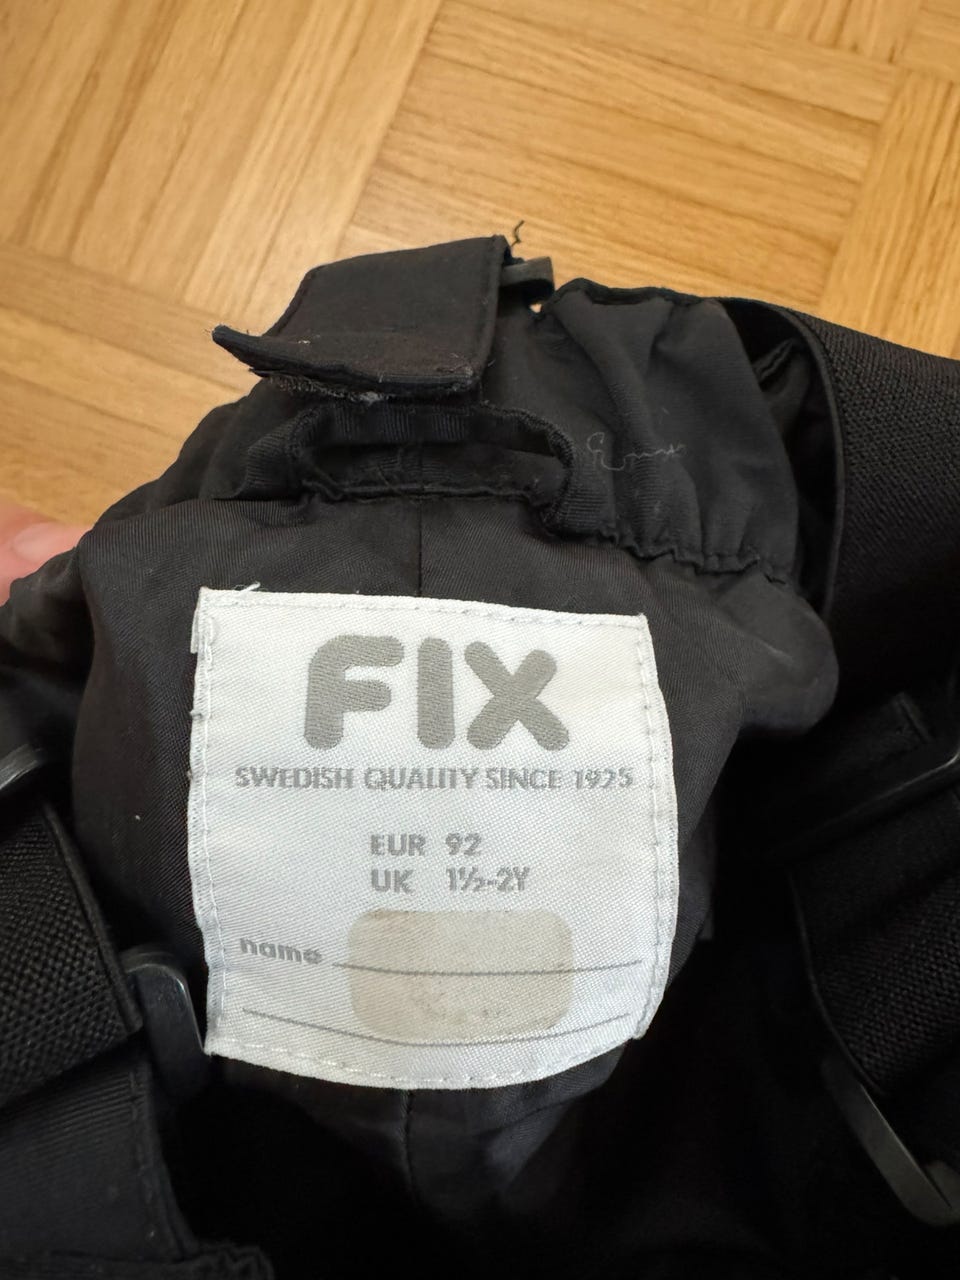 FIX
SWEDISH QUALITY SINCE 1925
EUR 92
UK 1½-2Y
name